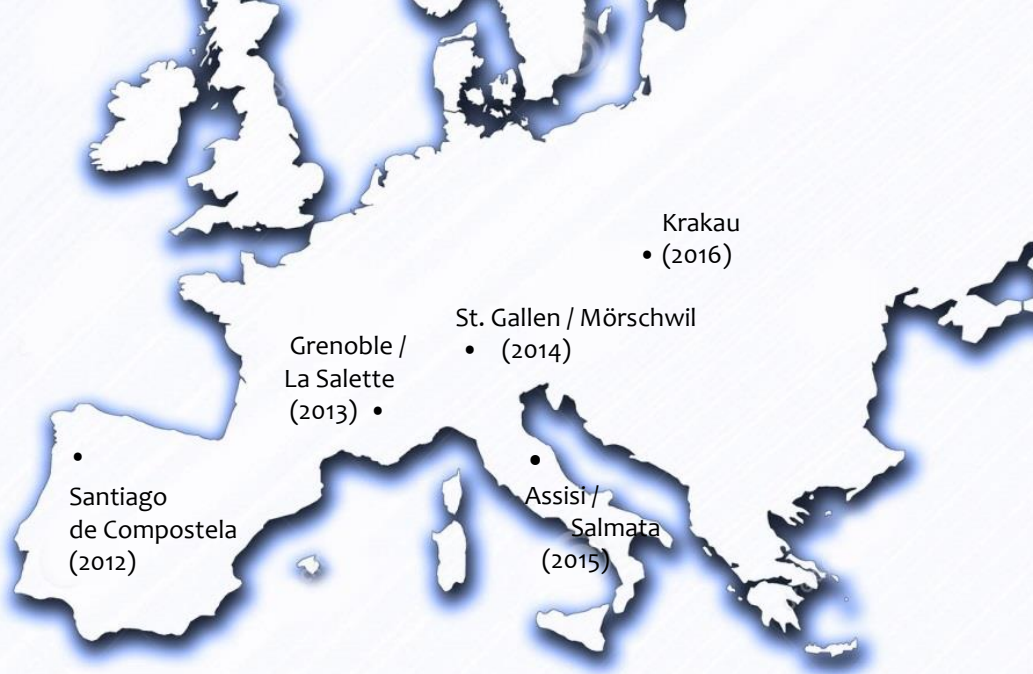 Krakau
(2016)
St. Gallen / Mörschwil
(2014)
Grenoble /
La Salette
(2013)
Santiago
de Compostela
(2012)
Assisi /
Salmata
(2015)